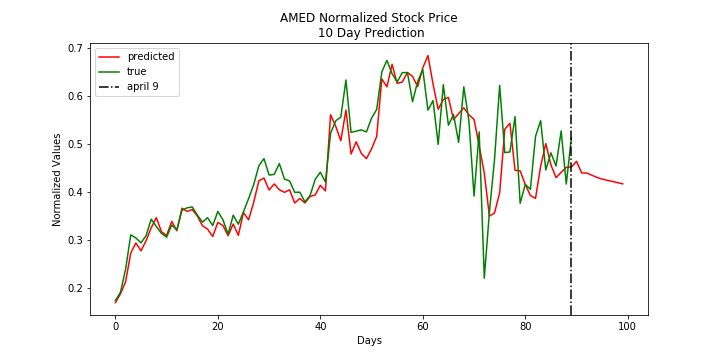 AMED Normalized Stock Price
10 Day Prediction
predicted
true
april 9
Normalized Values
0.7
0.6
0.5
0.4
0.3
0.2
0 20 40 60 80 100
Days